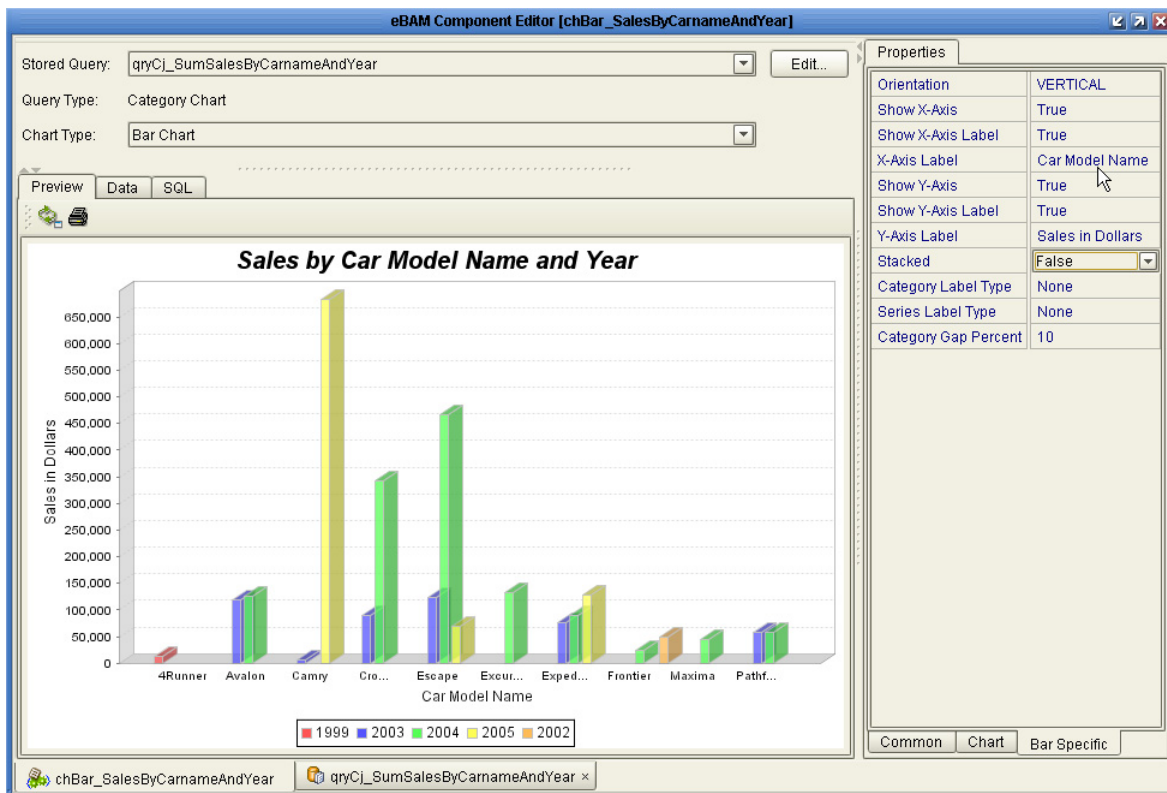 eBAM Component Editor [chBar_SalesByCarnameAndYear]
Stored Query: qryCj_SumSalesByCarnameAndYear Edit...
Query Type: Category Chart
Chart Type: Bar Chart
Preview Data SQL
Sales by Car Model Name and Year
650,000
600,000
550,000
500,000
450,000
400,000
350,000
300,000
250,000
200,000
150,000
100,000
50,000
0
Sales in Dollars
4Runner Avalon Camry Cro... Escape Excur... Exped... Frontier Maxima Pathf...
Car Model Name
1999 2003 2004 2005 2002
Properties
Orientation VERTICAL
Show X-Axis True
Show X-Axis Label True
X-Axis Label Car Model Name
Show Y-Axis True
Show Y-Axis Label True
Y-Axis Label Sales in Dollars
Stacked False
Category Label Type None
Series Label Type None
Category Gap Percent 10
Common Chart Bar Specific
chBar_SalesByCarnameAndYear qryCj_SumSalesByCarnameAndYear ×